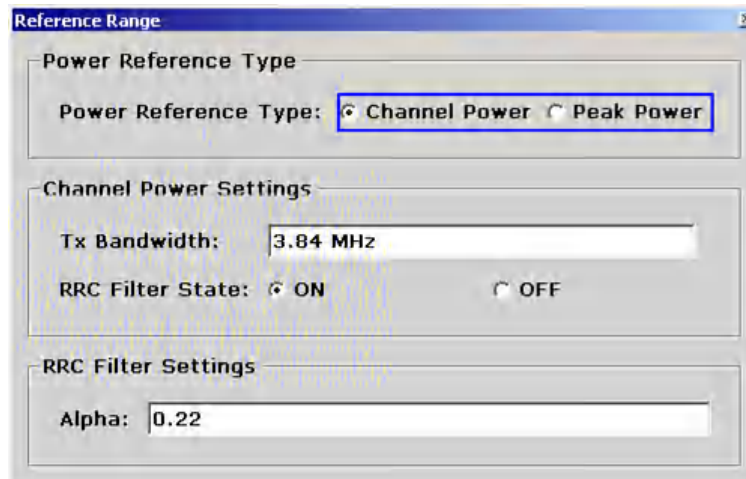 Reference Range
Power Reference Type
Power Reference Type: Channel Power Peak Power
Channel Power Settings
Tx Bandwidth: 3.84 MHz
RRC Filter State: ON OFF
RRC Filter Settings
Alpha: 0.22